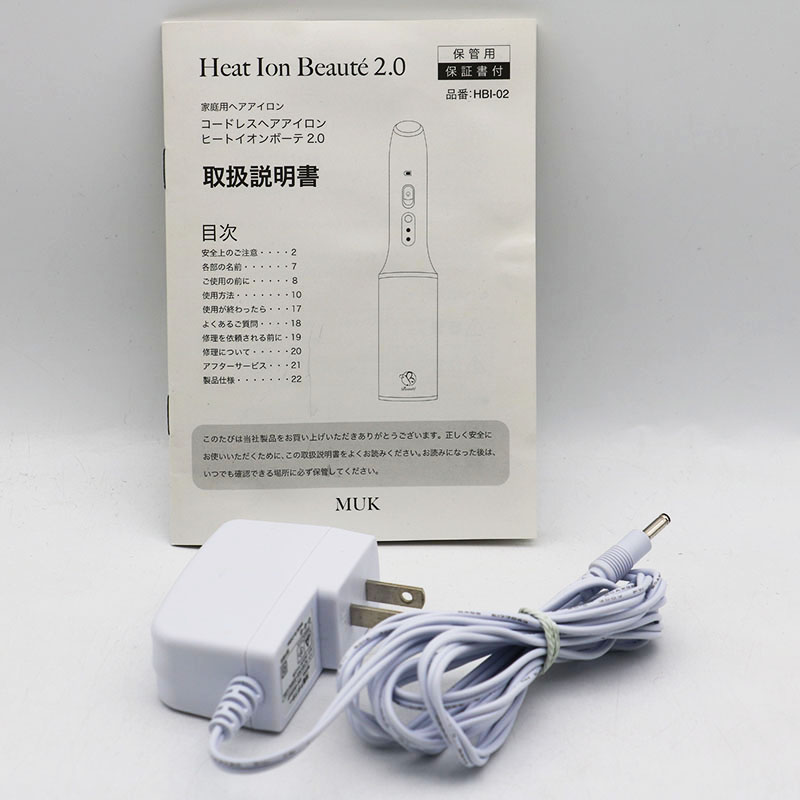 Heat Ion Beauté 2.0
保管用
保証書付
品番：HBI-02
家庭用ヘアアイロン
コードレスヘアアイロン
ヒートイオンボーテ 2.0
取扱説明書
目次
安全上のご注意・・・・2
各部の名前・・・・・・7
ご使用の前に・・・・・8
使用方法・・・・・・・10
使用が終わったら・・・17
よくあるご質問・・・・18
修理を依頼される前に・19
修理について・・・・・20
アフターサービス・・・21
製品仕様・・・・・・・22
このたびは当社製品をお買い上げいただきありがとうございます。正しく安全に
お使いいただくために、この取扱説明書をよくお読みください。お読みになった後は、
いつでも確認できる場所に必ず保管してください。
MUK